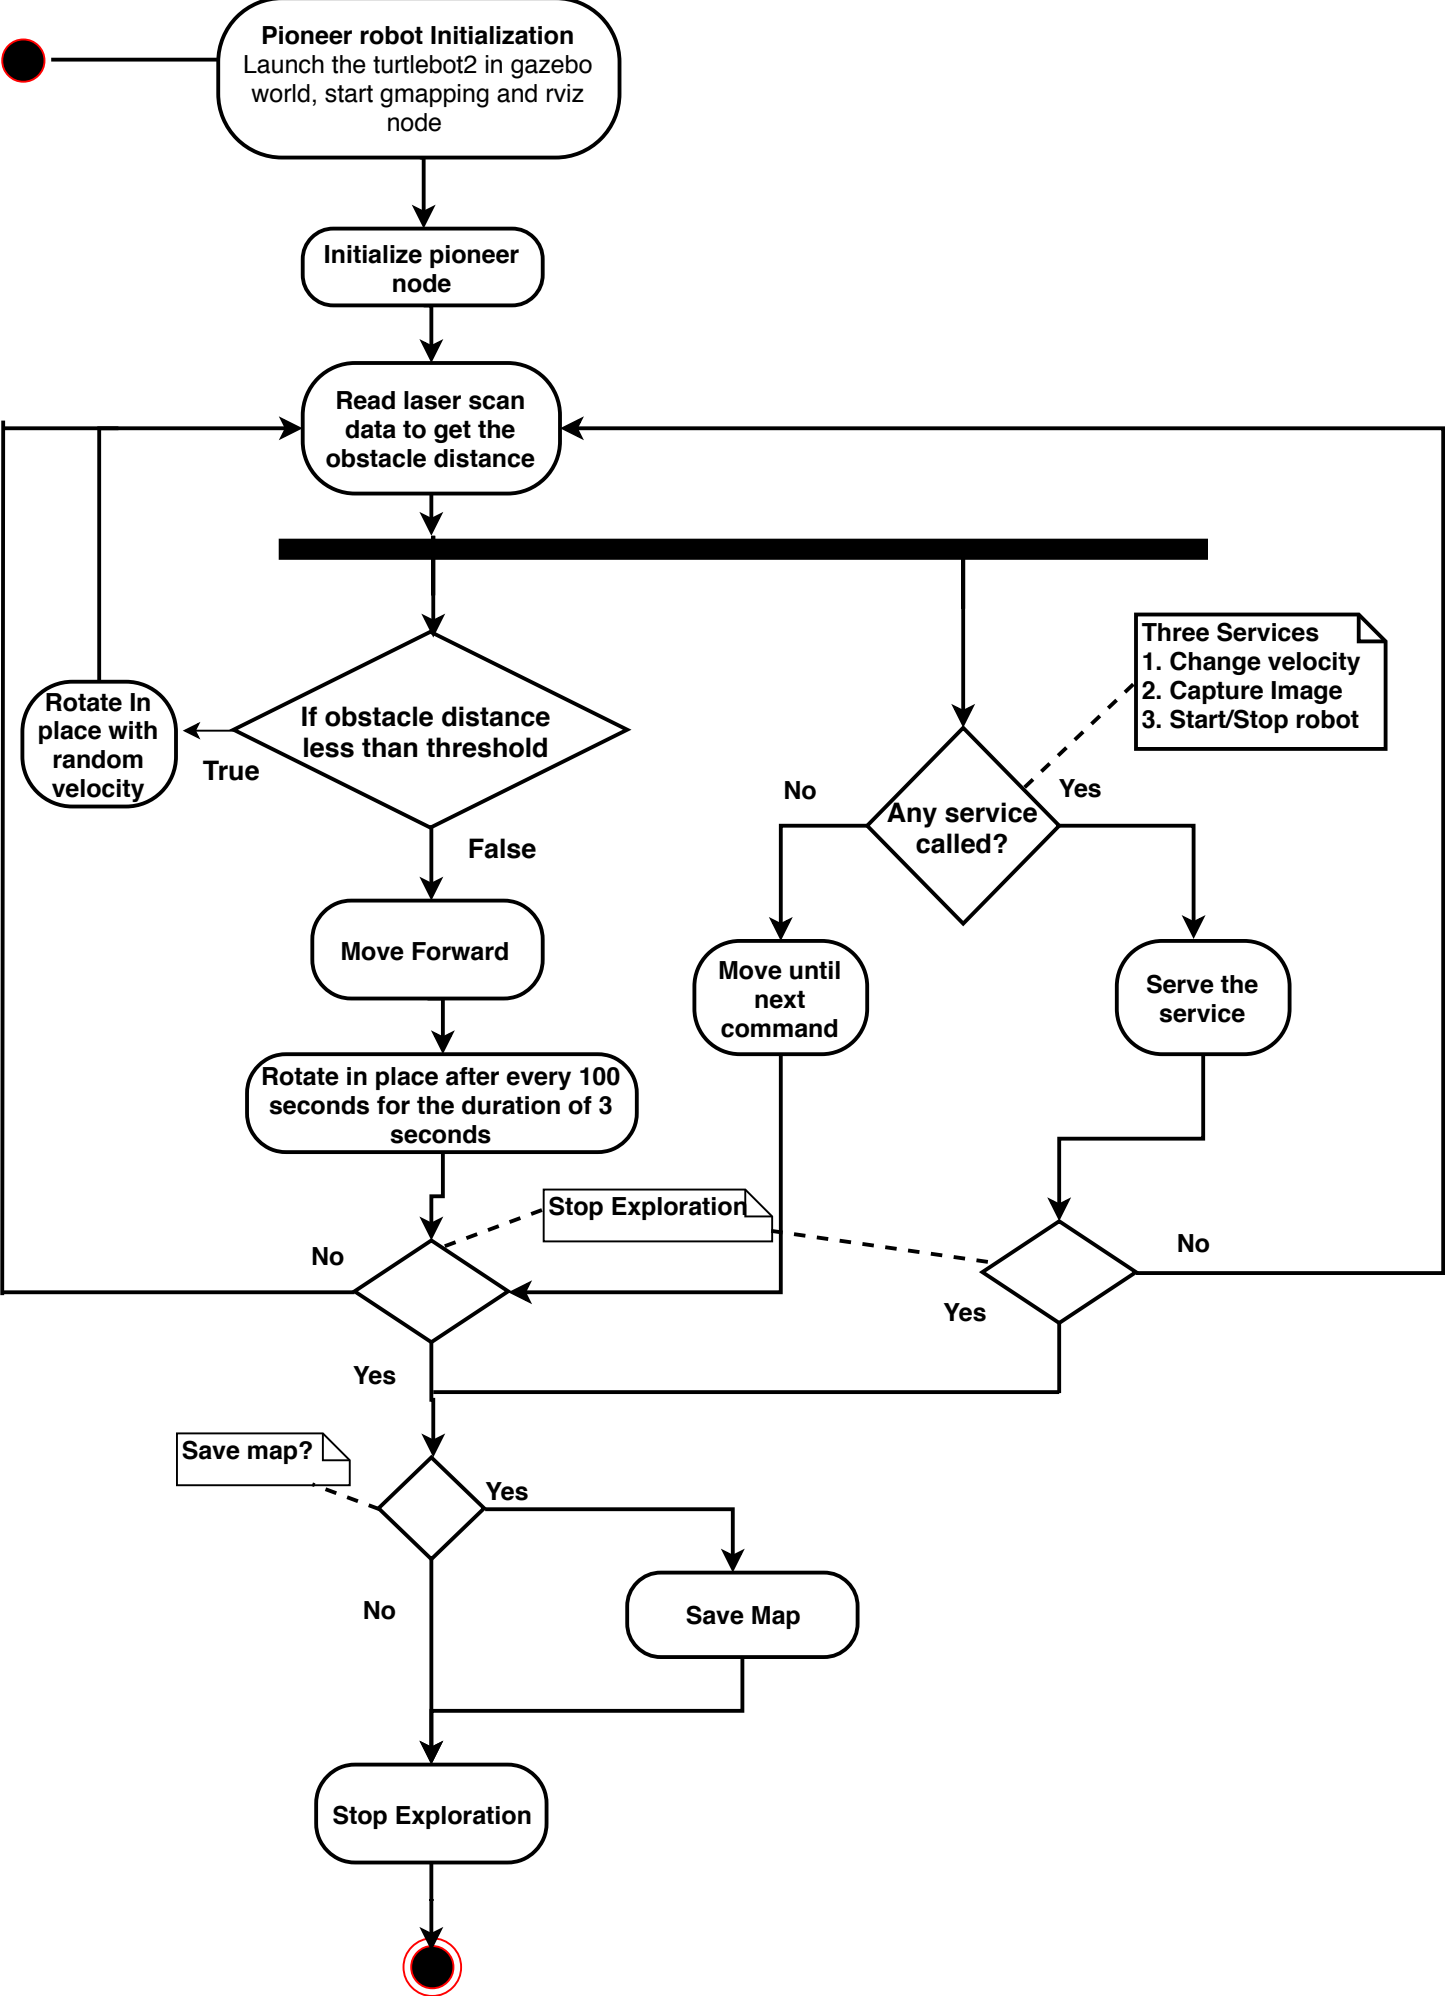 Pioneer robot Initialization
Launch the turtlebot2 in gazebo
world, start gmapping and rviz
node
Initialize pioneer
node
Read laser scan
data to get the
obstacle distance
Three Services
1. Change velocity
2. Capture Image
3. Start/Stop robot
Rotate In
place with
random
velocity
True
If obstacle distance
less than threshold
False
No
Any service
called?
Yes
Move Forward
Move until
next
command
Serve the
service
Rotate in place after every 100
seconds for the duration of 3
seconds
Stop Exploration
No
No
Yes
Yes
Save map?
Yes
No
Save Map
Stop Exploration